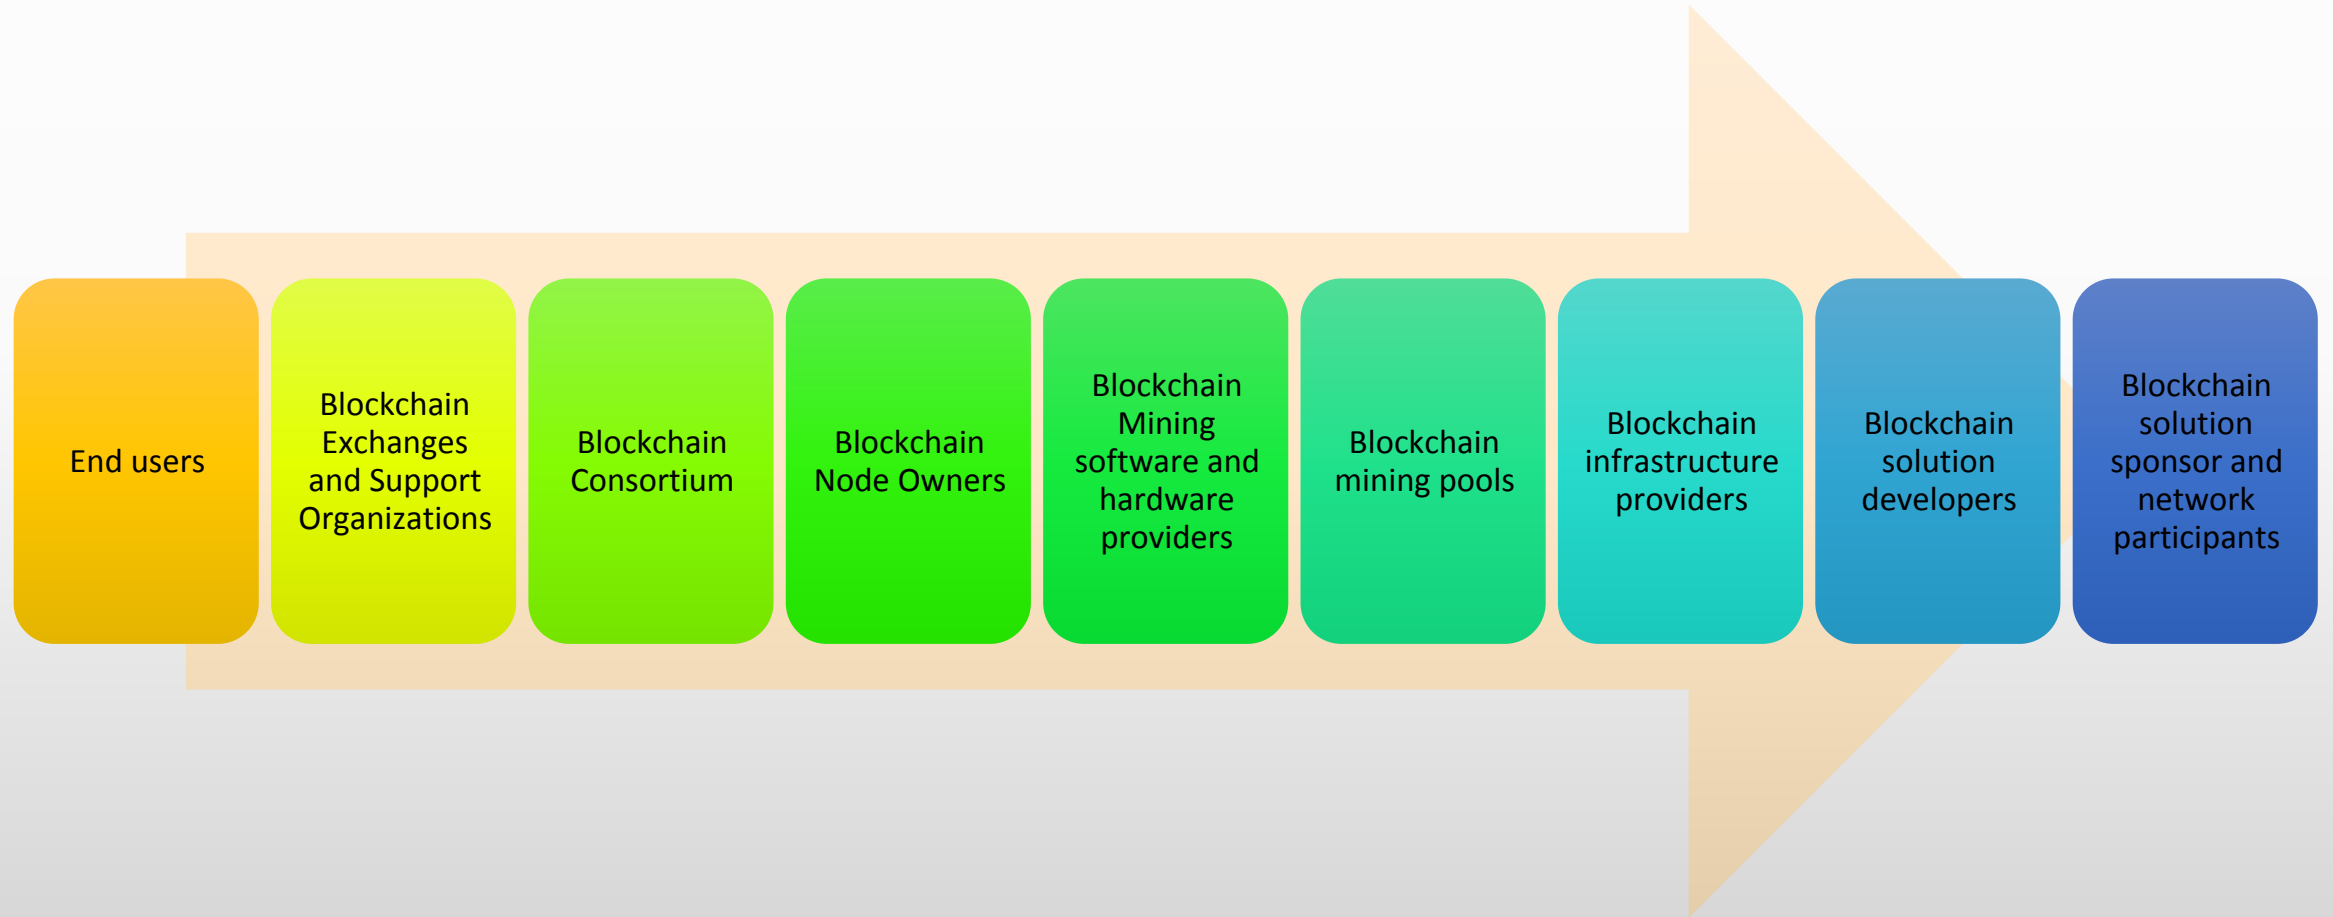 End users
Blockchain
Exchanges
and Support
Organizations
Blockchain
Consortium
Blockchain
Node Owners
Blockchain
Mining
software and
hardware
providers
Blockchain
mining pools
Blockchain
infrastructure
providers
Blockchain
solution
developers
Blockchain
solution
sponsor and
network
participants